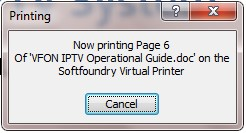 Printing
Now printing Page 6
Of 'VFON IPTV Operational Guide.doc' on the
Softfoundry Virtual Printer
Cancel